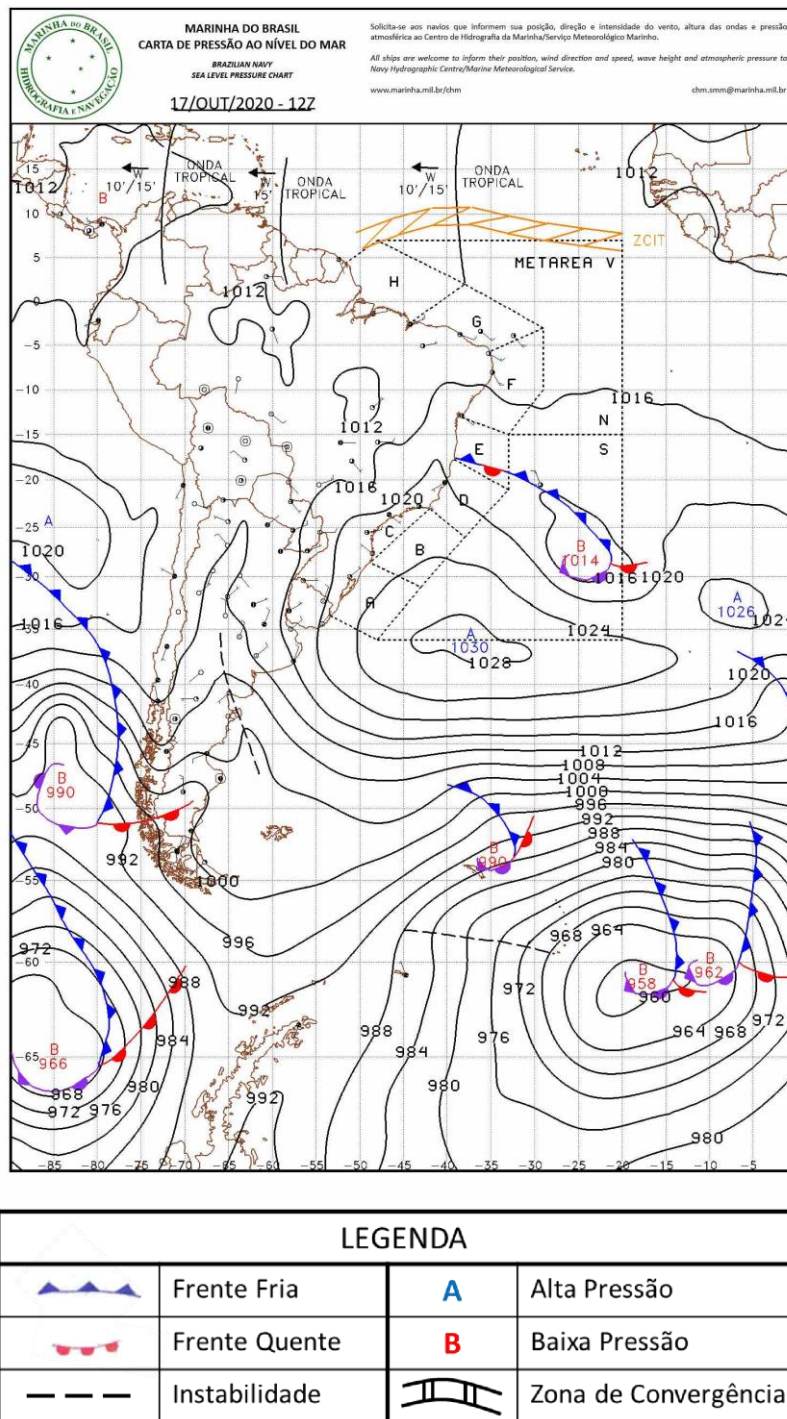 MARINHA DO BRASIL
HIDROGRAFIA E NAVEGAÇÃO
MARINHA DO BRASIL
CARTA DE PRESSÃO AO NÍVEL DO MAR
BRAZILIAN NAVY
SEA LEVEL PRESSURE CHART
17/OUT/2020 - 12Z
Solicita-se aos navios que informem sua posição, direção e intensidade do vento, altura das ondas e pressão
atmosférica ao Centro de Hidrografia da Marinha/Serviço Meteorológico Marinho.
All ships are welcome to inform their position, wind direction and speed, wave height and atmospheric pressure to
Navy Hydrographic Centre/Marine Meteorological Service.
www.marinha.mil.br/chm
chm.smm@marinha.mil.br
15 W ONDA TROPICAL W ONDA TROPICAL 1012
1012 10'/15' 15' 10'/15'
B
10
ZCIT
5 METAREA V
H
1012
0
G
-5
F
-10 1016
1012 N
-15
E S
1016
-20 1020 D
A
-25 C
1020 B B
1014
-30 1016 1020
A A
1026
1016 1024 1024
-35 A
1030
1028
1020
-40
1016
-45 1012
1008
B 1004
990 1000
-50 996
992
B 988
992 990 984
980
-55 1000
996 968 964
-60
972 B B
988 992 972 958 962
960
988 976 964 968 972
-65 B 984 984
966
968 980 992 980
972 976
980
-85 -80 -75 -70 -65 -60 -55 -50 -45 -40 -35 -30 -25 -20 -15 -10 -5
LEGENDA
Frente Fria A Alta Pressão
Frente Quente B Baixa Pressão
Instabilidade Zona de Convergência